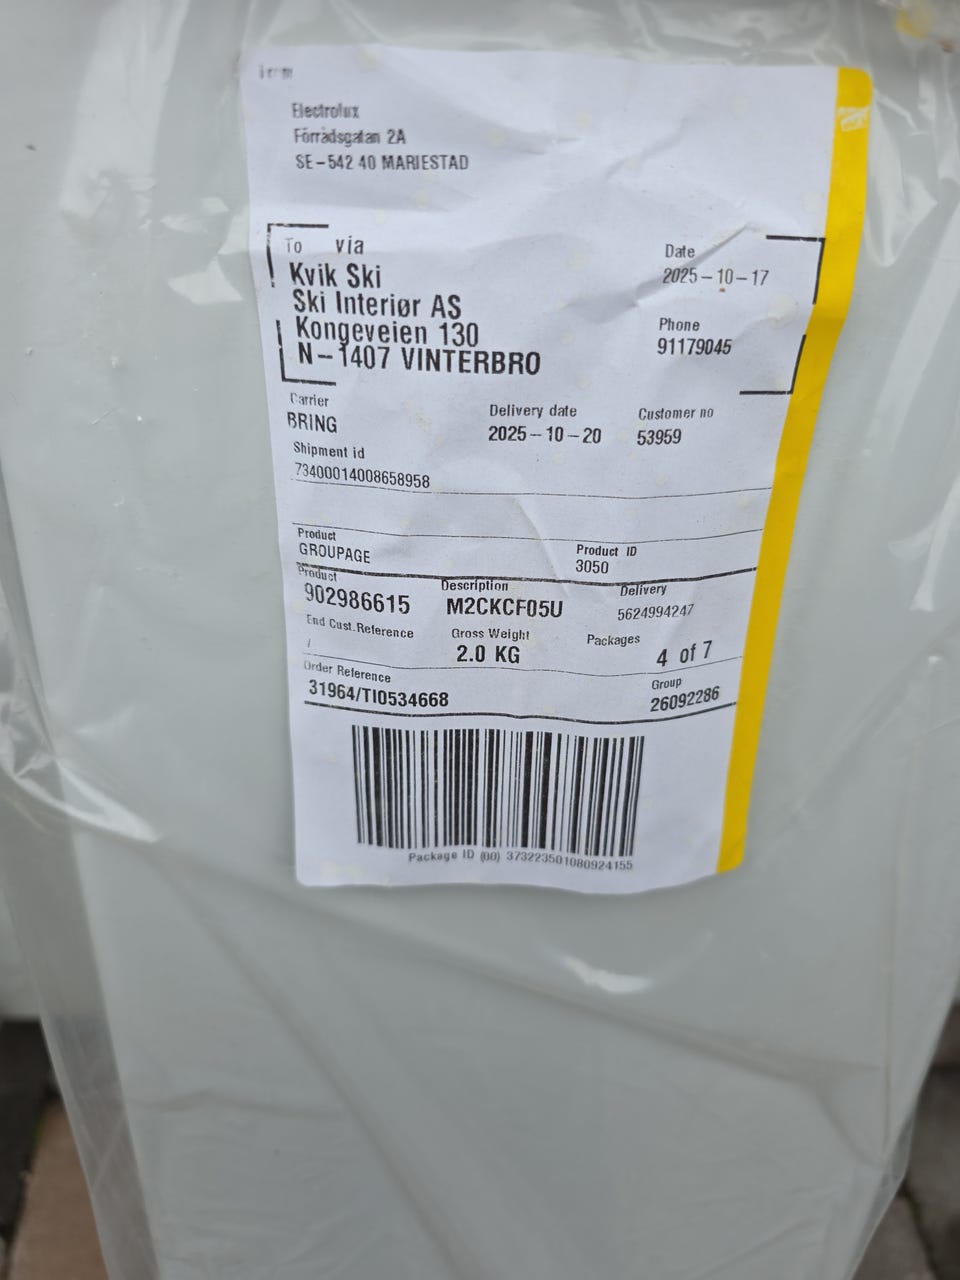 Electrolux
Förrådsgatan 2A
SE-542 40 MARIESTAD
To via
Kvik Ski
Ski Interiør AS
Kongeveien 130
N-1407 VINTERBRO
Date
2025-10-17
Phone
91179045
Carrier
BRING
Delivery date
2025-10-20
Customer no
53959
Shipment id
73400014008658958
Product
GROUPAGE
Product ID
3050
Product
902986615
Description
M2CKCF05U
Delivery
5624994247
End Cust.Reference
/
Gross Weight
2.0 KG
Packages
4 of 7
Order Reference
31964/TI0534668
Group
26092286
Package ID (00) 373223501080924155